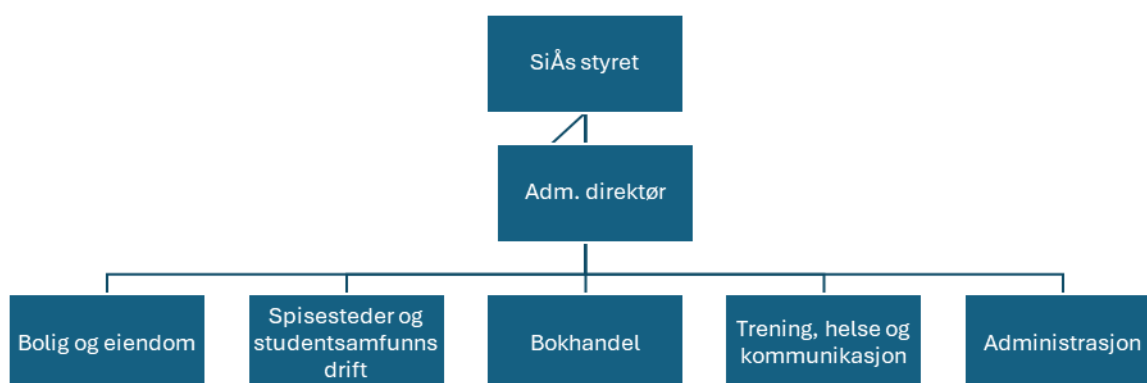 SiÅs styret
Adm. direktør
Bolig og eiendom
Spisesteder og
studentsamfunns
drift
Bokhandel
Trening, helse og
kommunikasjon
Administrasjon